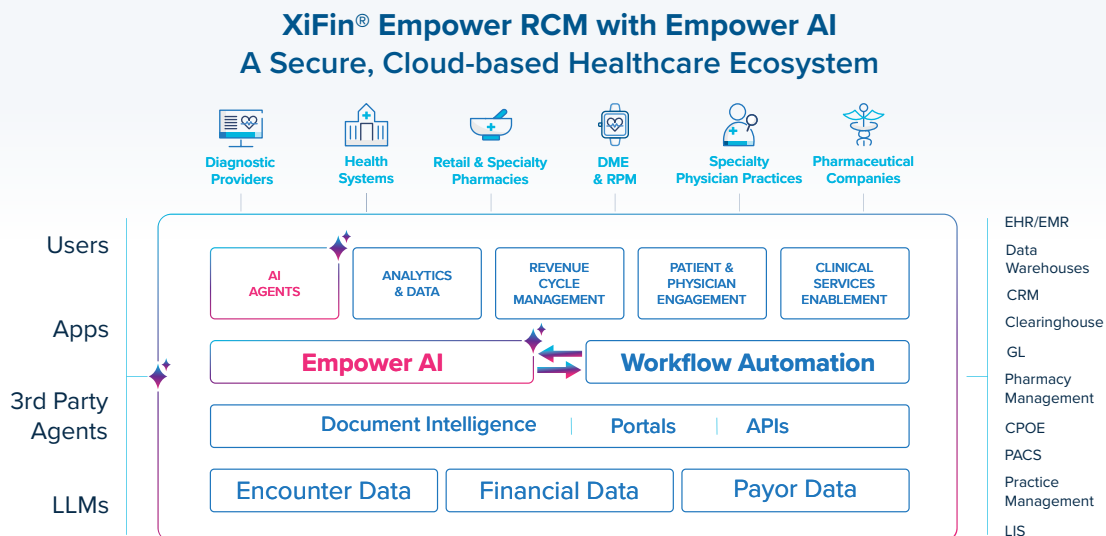 XiFin® Empower RCM with Empower AI
A Secure, Cloud-based Healthcare Ecosystem
Diagnostic
Providers
Health
Systems
Retail & Specialty
Pharmacies
DME
& RPM
Specialty
Physician Practices
Pharmaceutical
Companies
Users
Apps
3rd Party
Agents
LLMs
AI
AGENTS
ANALYTICS
& DATA
REVENUE
CYCLE
MANAGEMENT
PATIENT &
PHYSICIAN
ENGAGEMENT
CLINICAL
SERVICES
ENABLEMENT
Empower AI
Workflow Automation
Document Intelligence
Portals
APIs
Encounter Data
Financial Data
Payor Data
EHR/EMR
Data
Warehouses
CRM
Clearinghouse
GL
Pharmacy
Management
CPOE
PACS
Practice
Management
LIS